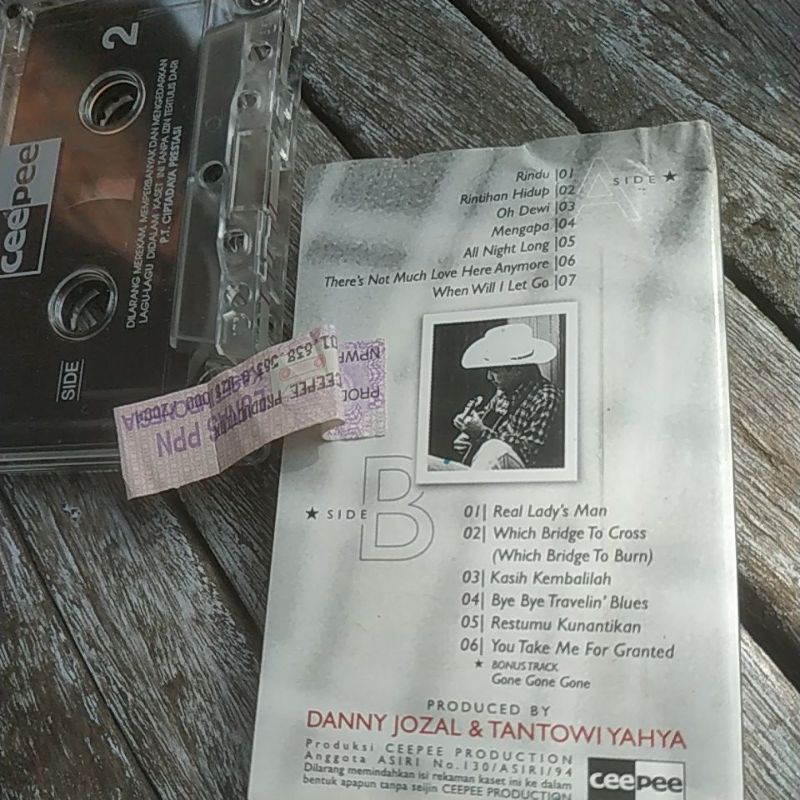 2
DILARANG MEREKAM, MEMPERBANYAK DAN MENGEDARKAN
LAGU-LAGU DIDALAM KASET INI TANPA IZIN TERTULIS DARI
P.T. CIPTADAYA PRESTASI
ceepee
SIDE
SIDE ★
A
Rindu |01
Rintihan Hidup |02
Oh Dewi |03
Mengapa |04
All Night Long |05
There's Not Much Love Here Anymore |06
When Will I Let Go |07
NPWP
CEEPEE PRODUCTION
LUNAS PPN
★ SIDE
B
01| Real Lady's Man
02| Which Bridge To Cross
(Which Bridge To Burn)
03| Kasih Kembalilah
04| Bye Bye Travelin' Blues
05| Restumu Kunantikan
06| You Take Me For Granted
★ BONUS TRACK
Gone Gone Gone
PRODUCED BY
DANNY JOZAL & TANTOWI YAHYA
Produksi CEEPEE PRODUCTION
Anggota ASIRI No.130/ASIRI/94
Dilarang memindahkan isi rekaman kaset ini ke dalam
bentuk apapun tanpa seijin CEEPEE PRODUCTION
ceepee